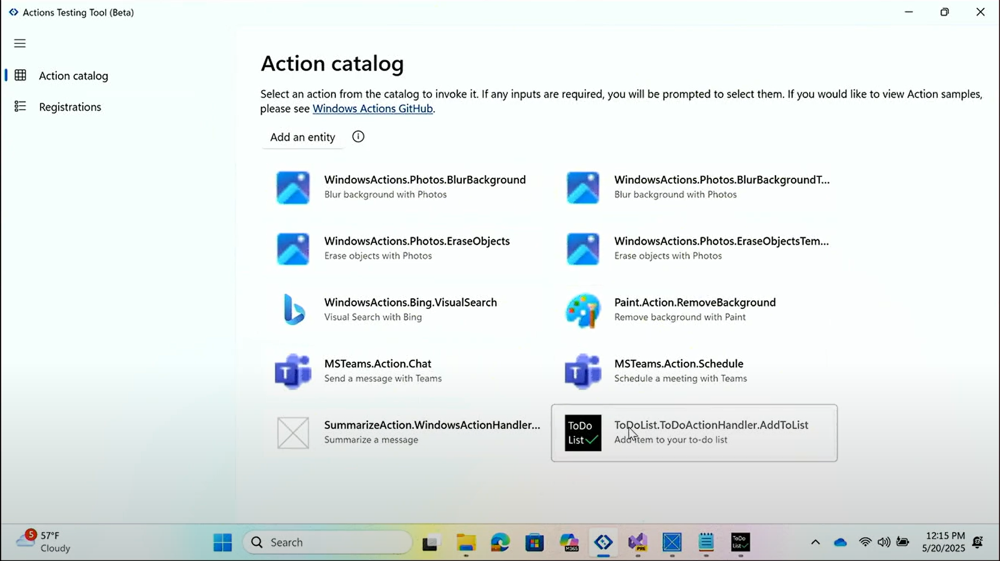 Actions Testing Tool (Beta)
Action catalog
Registrations
Action catalog
Select an action from the catalog to invoke it. If any inputs are required, you will be prompted to select them. If you would like to view Action samples,
please see Windows Actions GitHub.
Add an entity
WindowsActions.Photos.BlurBackground
Blur background with Photos
WindowsActions.Photos.BlurBackgroundT...
Blur background with Photos
WindowsActions.Photos.EraseObjects
Erase objects with Photos
WindowsActions.Photos.EraseObjectsTem...
Erase objects with Photos
WindowsActions.Bing.VisualSearch
Visual Search with Bing
Paint.Action.RemoveBackground
Remove background with Paint
T
MSTeams.Action.Chat
Send a message with Teams
T
MSTeams.Action.Schedule
Schedule a meeting with Teams
SummarizeAction.WindowsActionHandler...
Summarize a message
ToDo
List
ToDoList.ToDoActionHandler.AddToList
Add item to your to-do list
5
57°F
Cloudy
Search
M365
PRE
ToDo
List
12:15 PM
5/20/2025